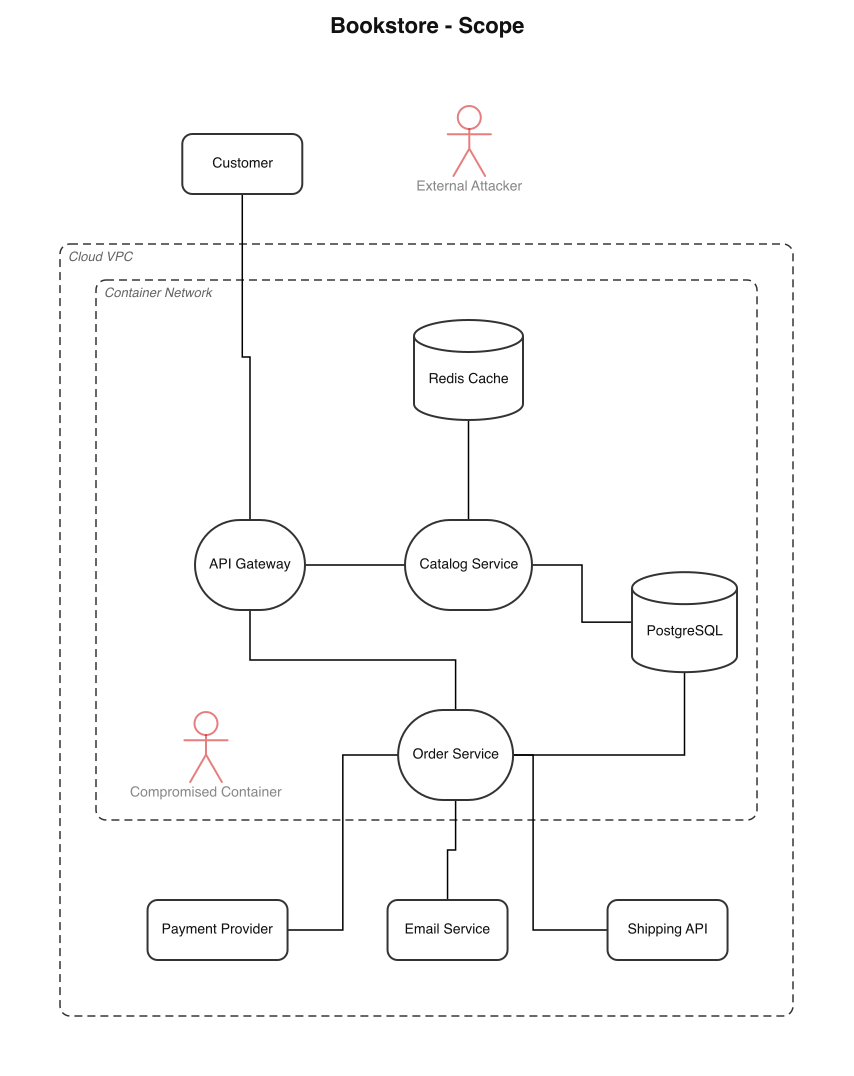 Bookstore - Scope
Customer
External Attacker
Cloud VPC
Container Network
Redis Cache
API Gateway
Catalog Service
PostgreSQL
Order Service
Compromised Container
Payment Provider
Email Service
Shipping API